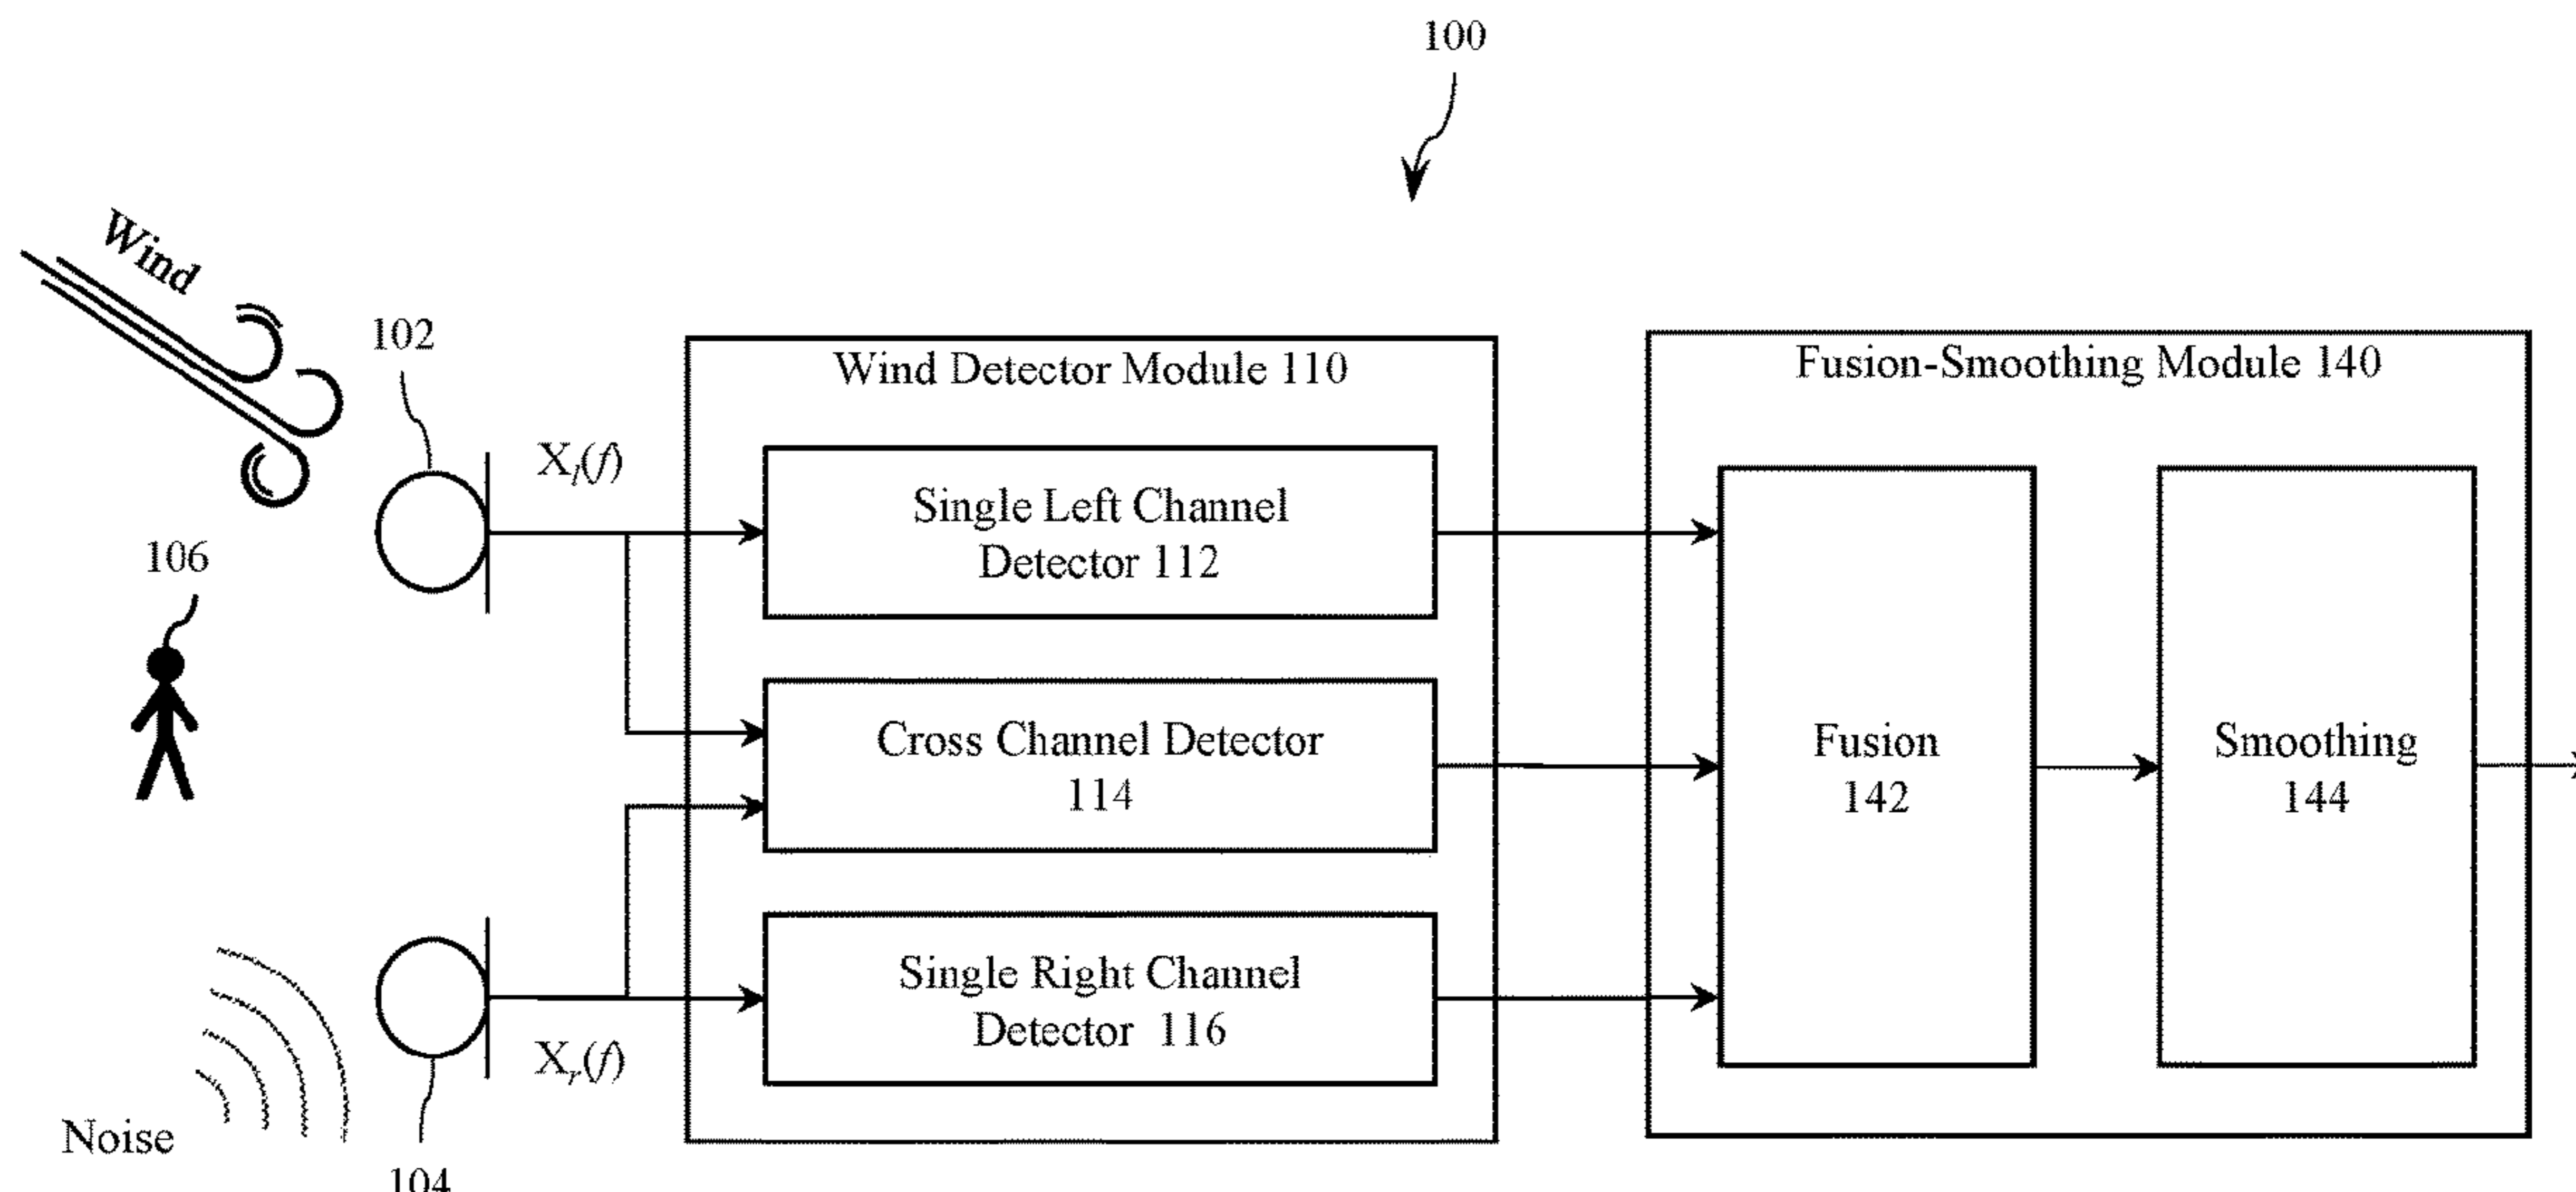 100
Wind
102
Wind Detector Module 110
Fusion-Smoothing Module 140
Xl(f)
Single Left Channel
Detector 112
106
Cross Channel Detector
114
Fusion
142
Smoothing
144
Single Right Channel
Detector 116
Xr(f)
Noise
104